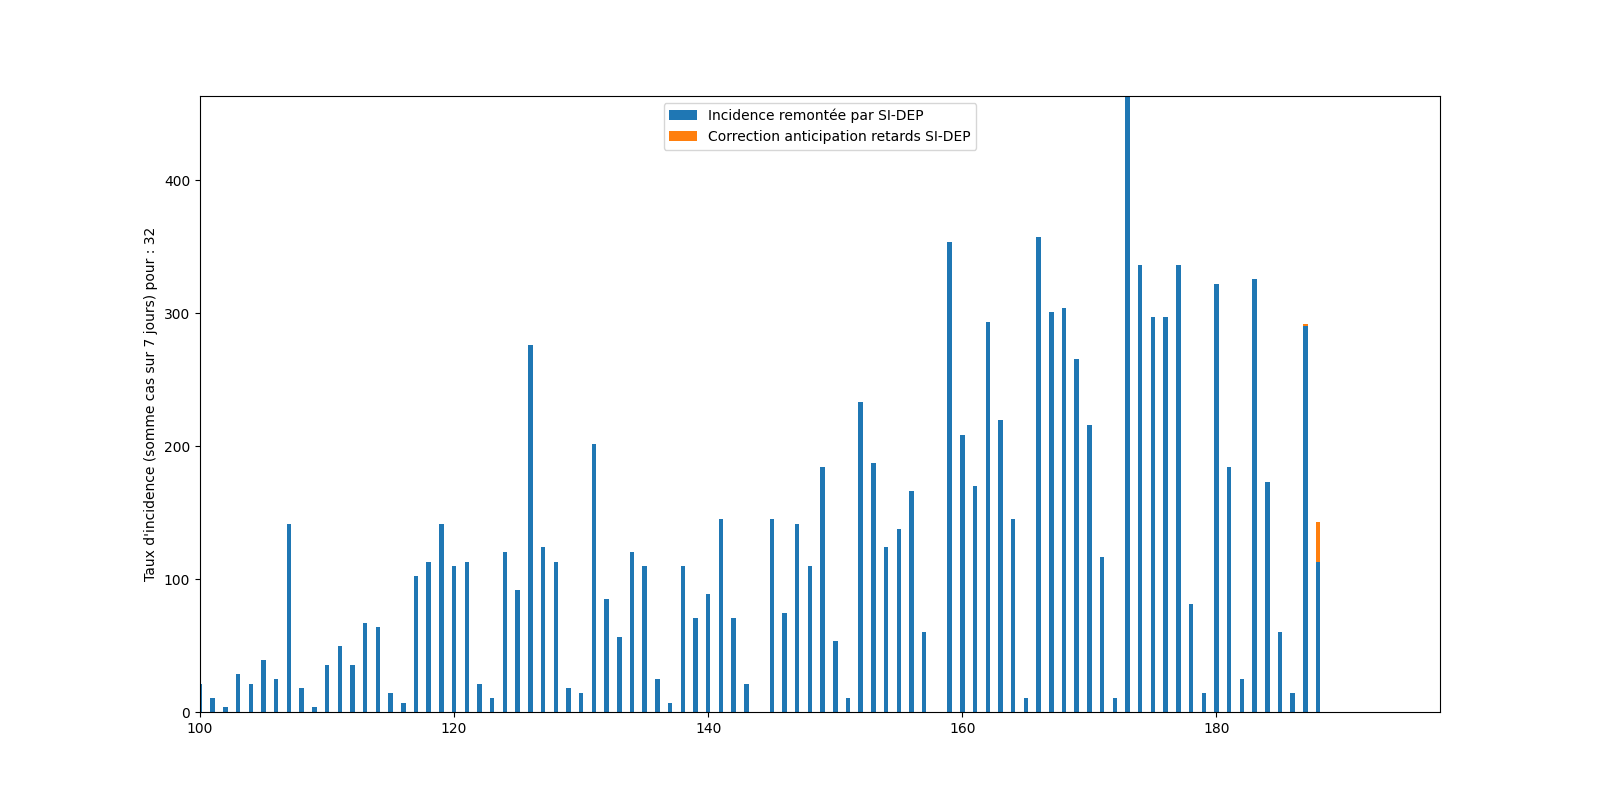 Incidence remontée par SI-DEP
Correction anticipation retards SI-DEP
Taux d'incidence (somme cas sur 7 jours) pour : 32
400
300
200
100
0
100 120 140 160 180